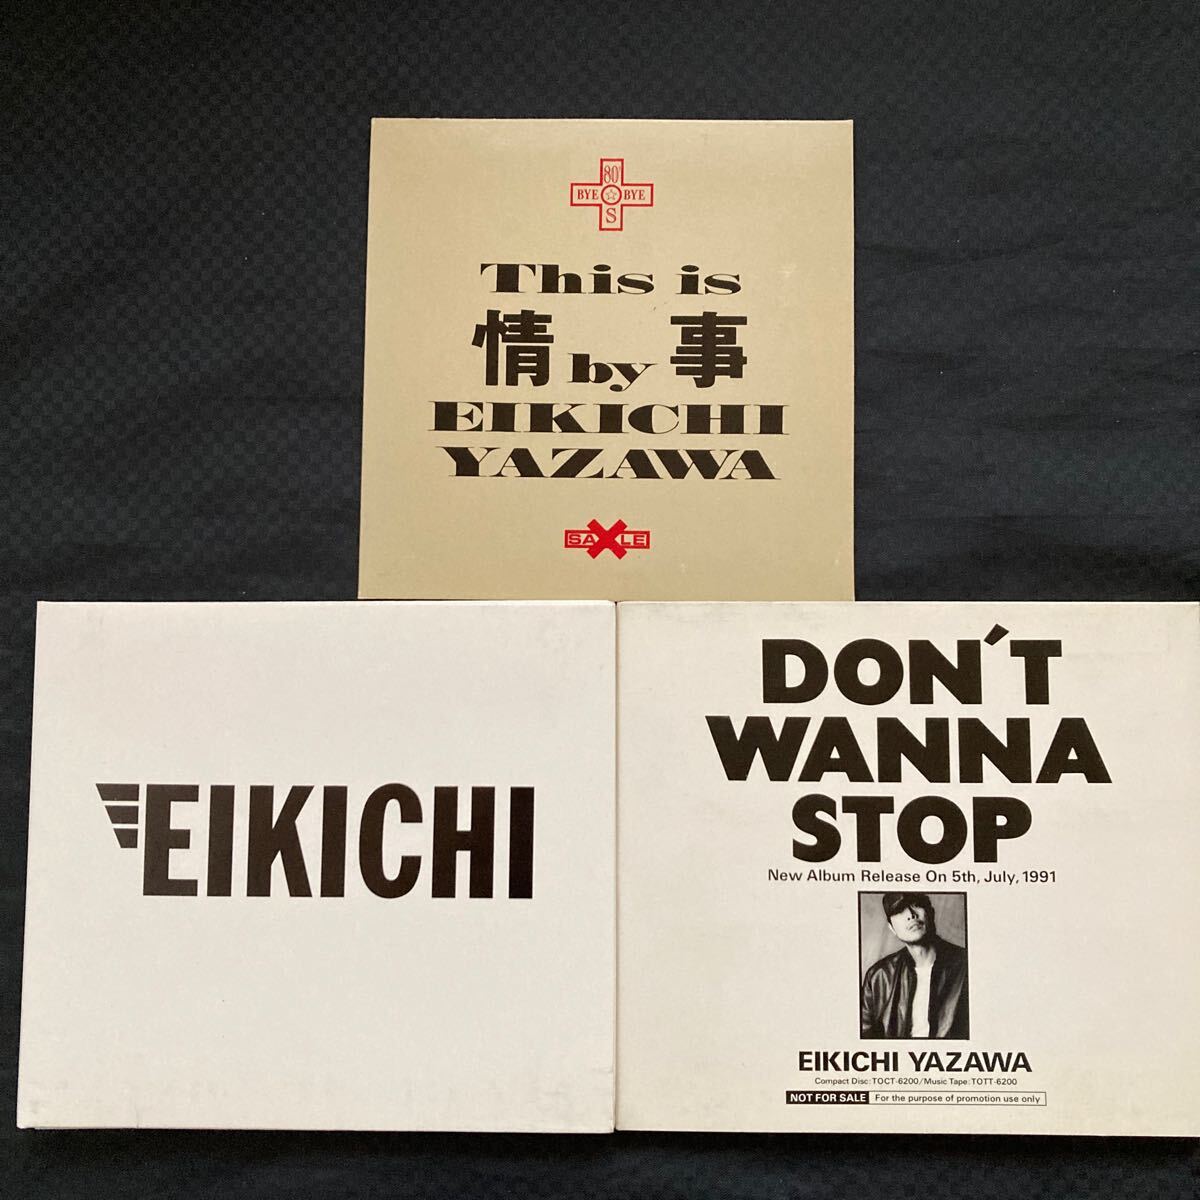 80'
BYE ☆ BYE
S
This is
情 by 事
EIKICHI
YAZAWA
SALE
EIKICHI
DON'T
WANNA
STOP
New Album Release On 5th, July, 1991
EIKICHI YAZAWA
Compact Disc:TOCT-6200/Music Tape:TOTT-6200
NOT FOR SALE For the purpose of promotion use only